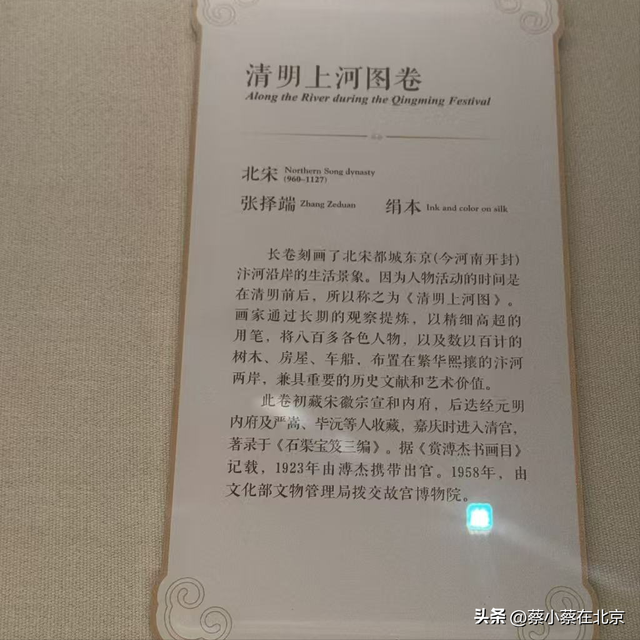 清明上河图卷
Along the River during the Qingming Festival
北宋 Northern Song dynasty
(960–1127)
张择端 Zhang Zeduan 绢本 Ink and color on silk
长卷刻画了北宋都城东京(今河南开封)
汴河沿岸的生活景象。因为人物活动的时间是
在清明前后，所以称之为《清明上河图》。
画家通过长期的观察提炼，以精细高超的
用笔，将八百多各色人物，以及数以百计的
树木、房屋、车船，布置在繁华熙攘的汴河
两岸，兼具重要的历史文献和艺术价值。
此卷初藏宋徽宗宣和内府，后迭经元明
内府及严嵩、毕沅等人收藏，嘉庆时进入清宫，
著录于《石渠宝笈三编》。据《赏溥杰书画目》
记载，1923年由溥杰携带出宫。1958年，由
文化部文物管理局拨交故宫博物院。
头条 @蔡小蔡在北京